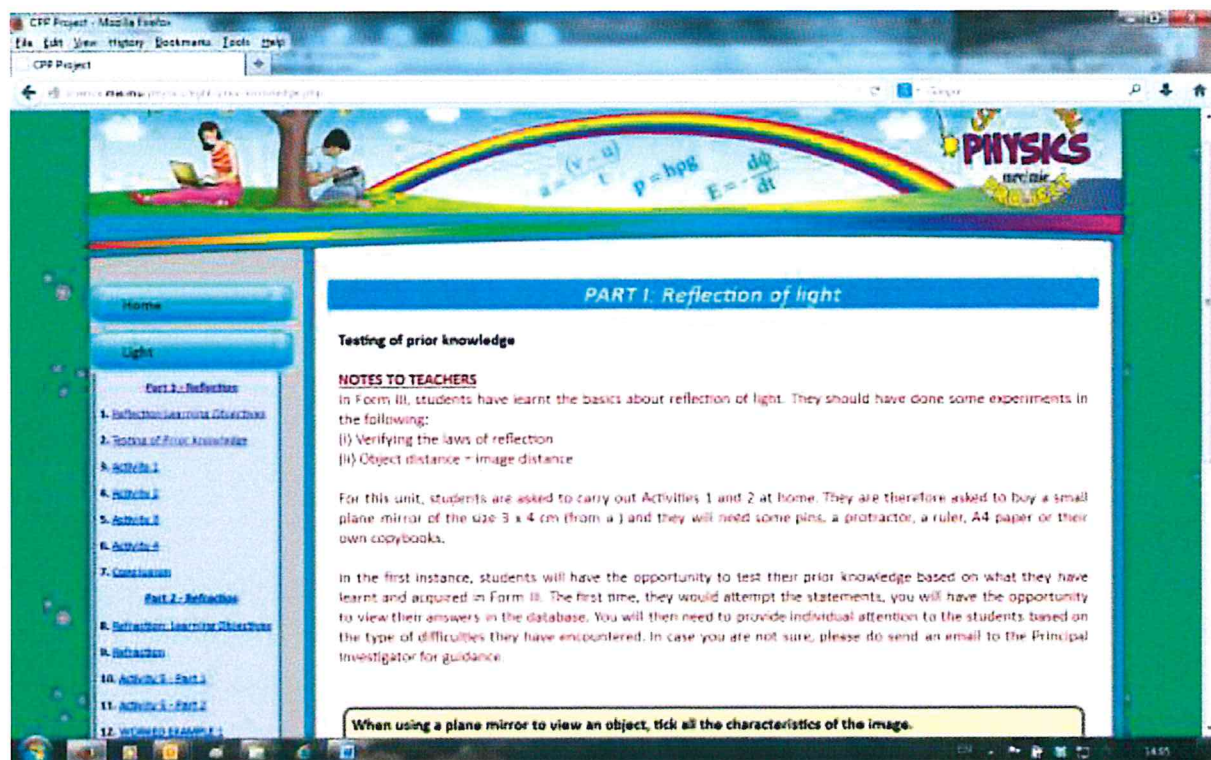 CPP Project - Mozilla Firefox
File Edit View History Bookmarks Tools Help
CPP Project
PHYSICS
PROJECT
a = (v - u) / t
P = hρg
E = - dϕ / dt
Home
Light
Part 1 - Reflection
1. Reflection Learning Objectives
2. Testing of Prior knowledge
3. Activity 1
4. Activity 2
5. Activity 3
6. Activity 4
7. Conclusion
Part 2 - Refraction
8. Refraction: Learning Objectives
9. Refraction
10. Activity 5 - Part 1
11. Activity 5 - Part 2
12. WORKED EXAMPLE 1
PART I: Reflection of light
Testing of prior knowledge
NOTES TO TEACHERS
In Form III, students have learnt the basics about reflection of light. They should have done some experiments in
the following:
(i) Verifying the laws of reflection
(ii) Object distance = image distance
For this unit, students are asked to carry out Activities 1 and 2 at home. They are therefore asked to buy a small
plane mirror of the size 3 x 4 cm (from a ) and they will need some pins, a protractor, a ruler, A4 paper or their
own copybooks.
In the first instance, students will have the opportunity to test their prior knowledge based on what they have
learnt and acquired in Form III. The first time, they would attempt the statements, you will have the opportunity
to view their answers in the database. You will then need to provide individual attention to the students based on
the type of difficulties they have encountered. In case you are not sure, please do send an email to the Principal
Investigator for guidance
When using a plane mirror to view an object, tick all the characteristics of the image.
EN
14:05